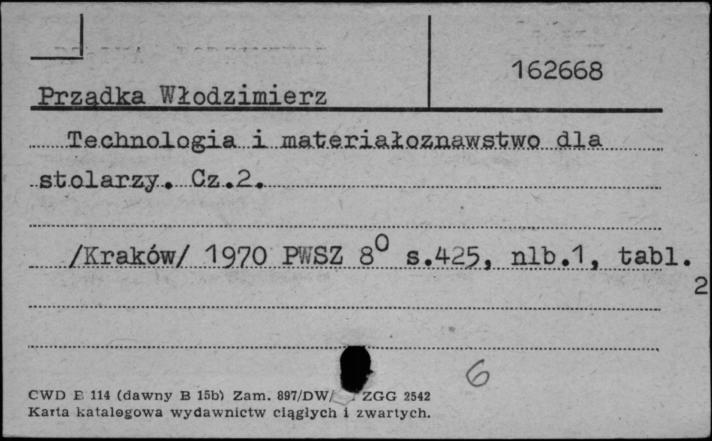 162668
Prządka Włodzimierz
Technologia i materiałoznawstwo dla
stolarzy. Cz.2.
/Kraków/ 1970 PWSZ 8⁰ s.425, nlb.1, tabl.
2
6
CWD B 114 (dawny B 15b) Zam. 897/DW/ ZGG 2542
Karta katalogowa wydawnictw ciągłych i zwartych.